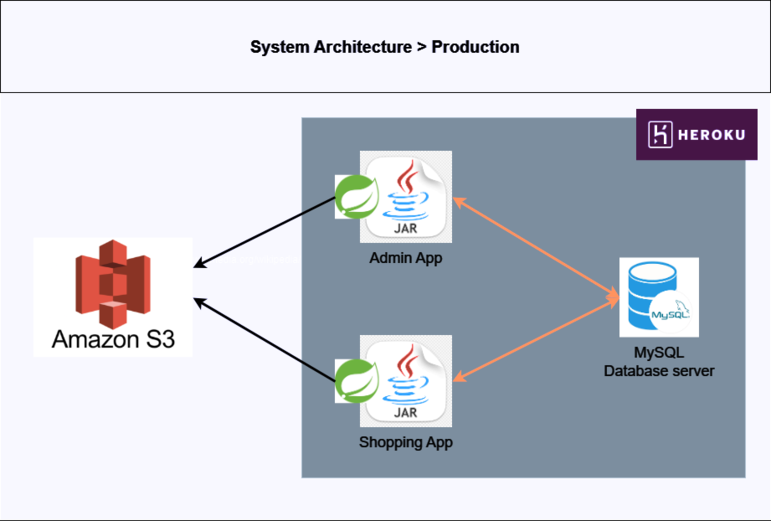 System Architecture > Production
HEROKU
JAR
Admin App
Amazon S3
MySQL
MySQL
Database server
JAR
Shopping App